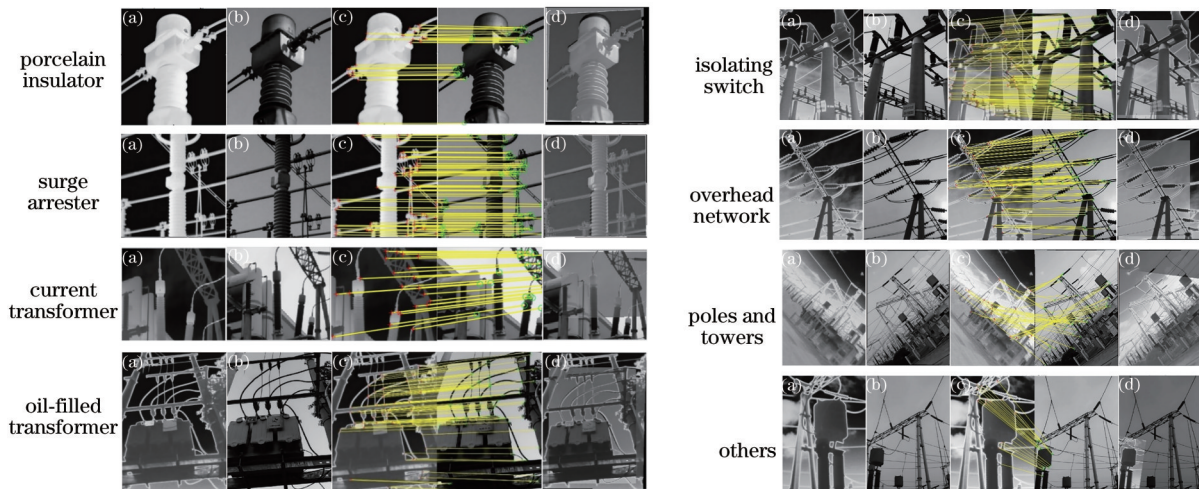 (a) (b) (c) (d)
porcelain
insulator
(a) (b) (c) (d)
surge
arrester
(a) (b) (c) (d)
current
transformer
(a) (b) (c) (d)
oil-filled
transformer
(a) (b) (c) (d)
isolating
switch
(a) (b) (c) (d)
overhead
network
(a) (b) (c) (d)
poles and
towers
(a) (b) (c) (d)
others